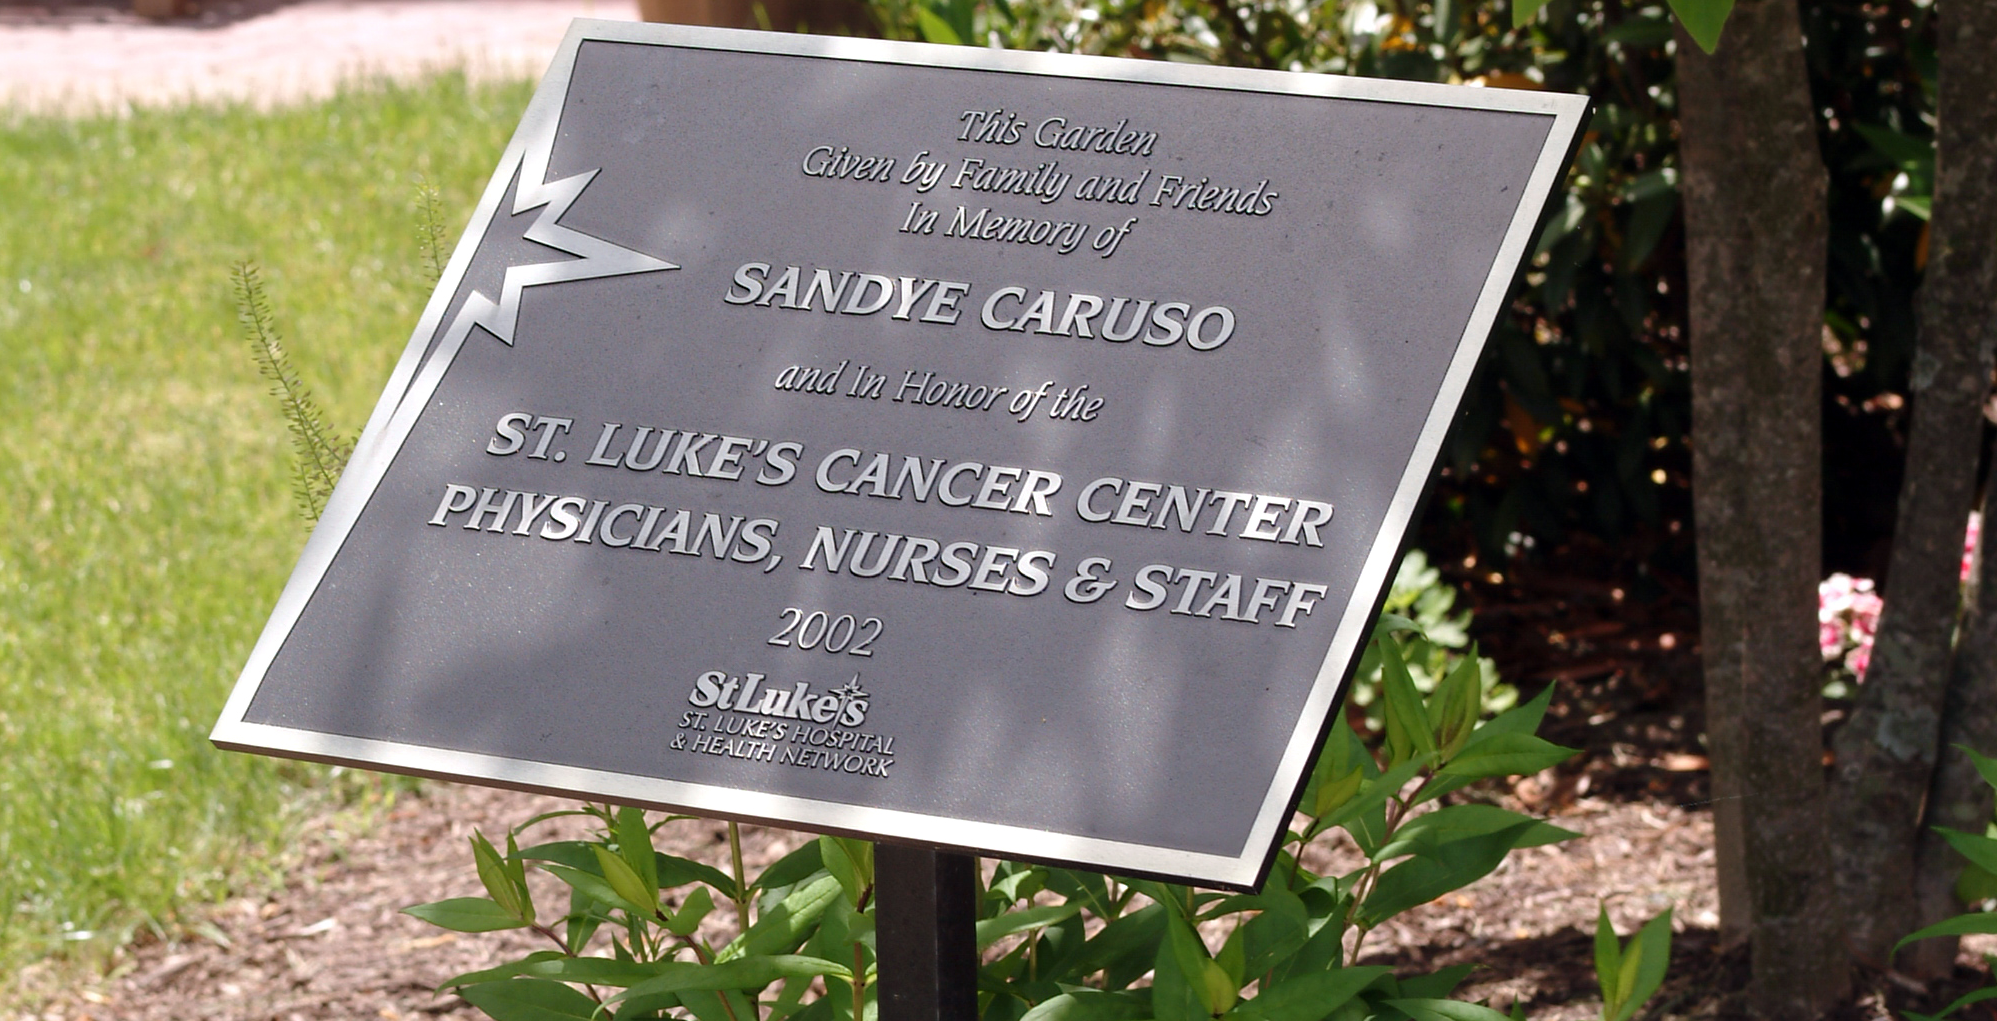 This Garden
Given by Family and Friends
In Memory of
SANDYE CARUSO
and In Honor of the
ST. LUKE'S CANCER CENTER
PHYSICIANS, NURSES & STAFF
2002
StLuke's
ST. LUKE'S HOSPITAL
& HEALTH NETWORK